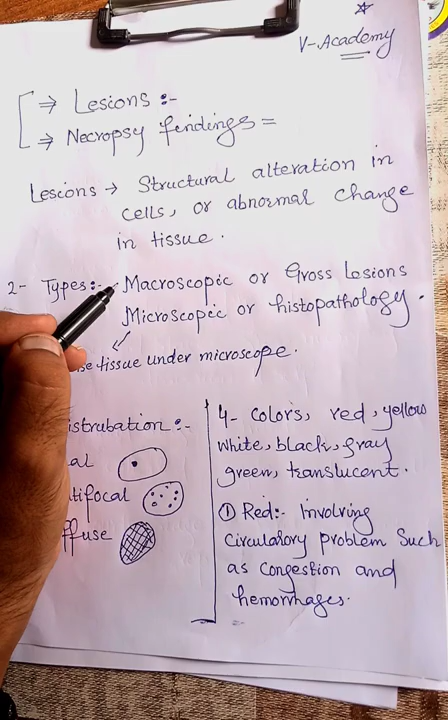 V-Academy
⇒ Lesions :-
⇒ Necropsy findings =
Lesions → Structural alteration in
cells, or abnormal change
in tissue.
2- Types:- Macroscopic or Gross Lesions
Microscopic or histopathology.
tissue under microscope.
istrubation :-
al
tifocal
ffuse
4- colors, red, yellow
white, black, gray
green, translucent.
① Red:- Involving
circulatory problem Such
as congestion and
hemorrhages.